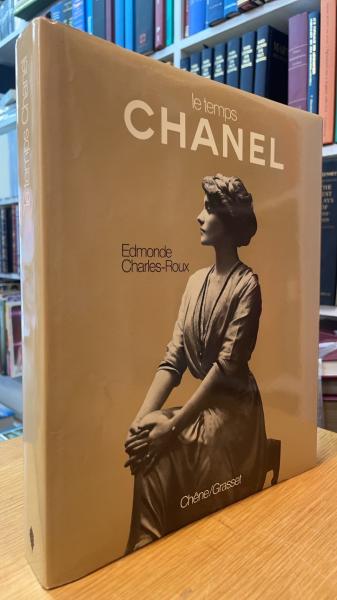 le temps
CHANEL
Edmonde
Charles-Roux
Chêne/Grasset
le temps Chanel